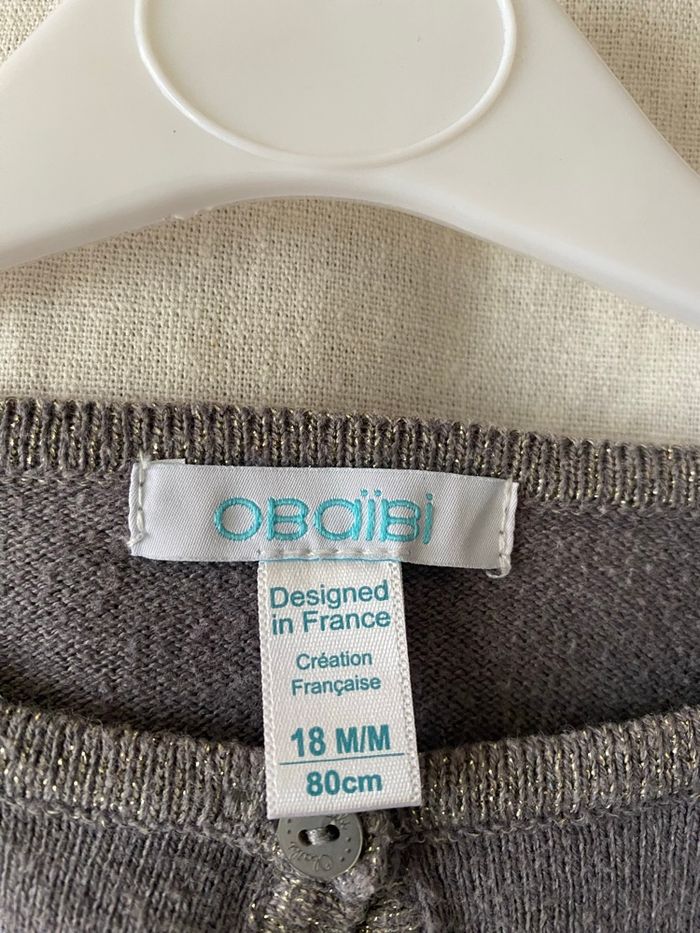 OBaïBi
Designed
in France
Création
Française
18 M/M
80cm